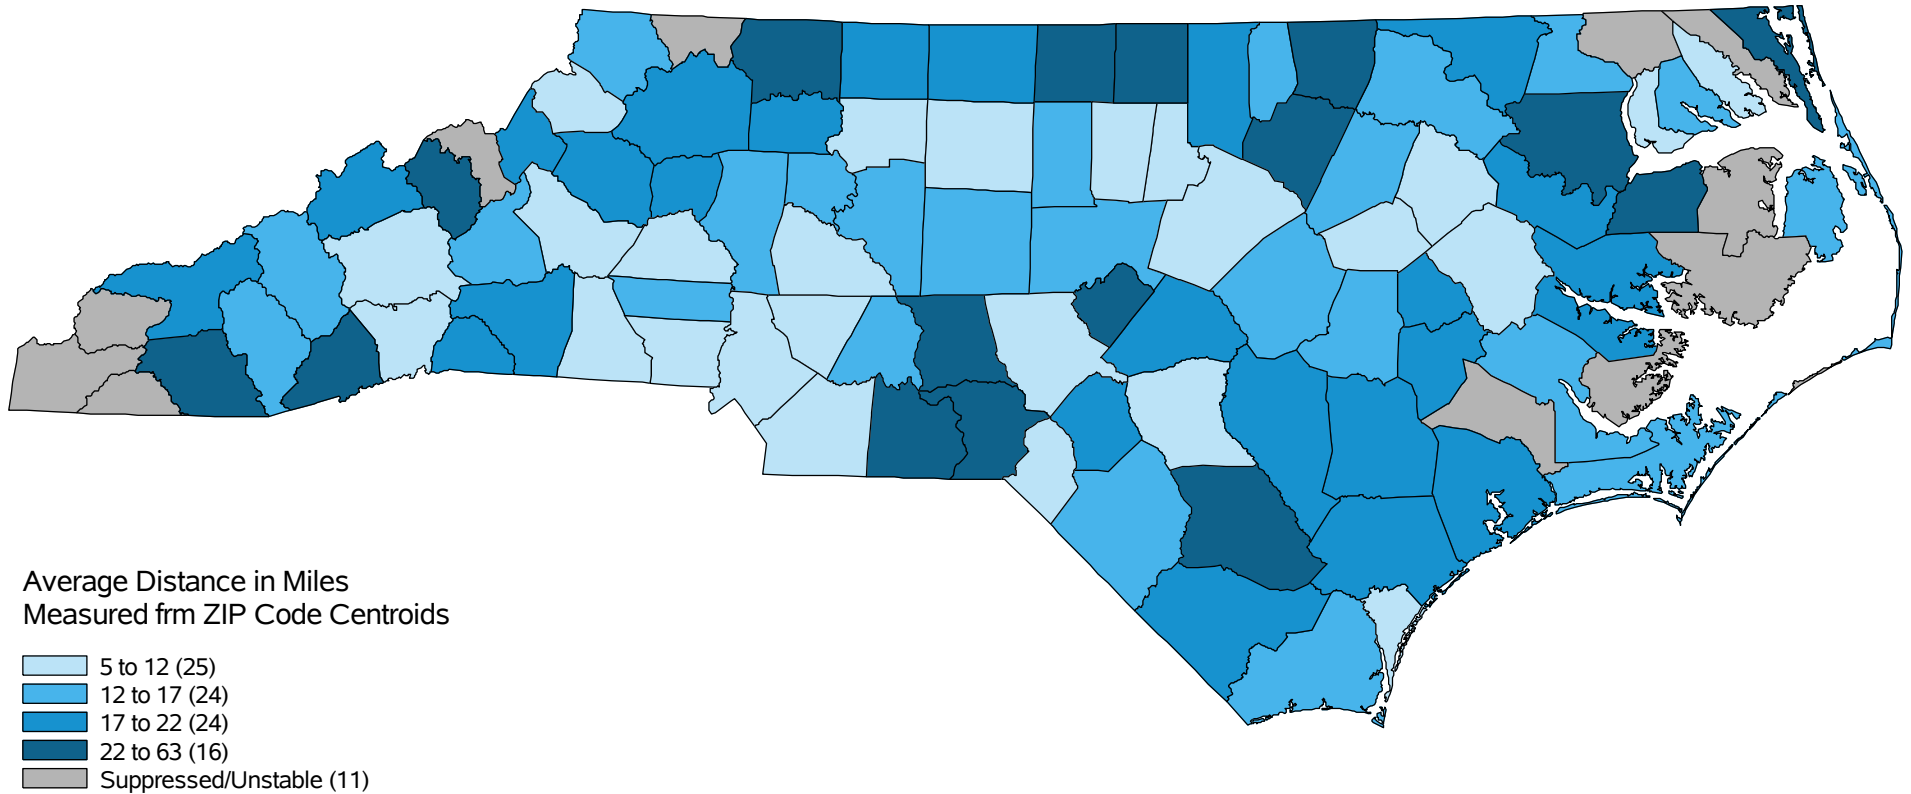 Average Distance in Miles
Measured frm ZIP Code Centroids
5 to 12 (25)
12 to 17 (24)
17 to 22 (24)
22 to 63 (16)
Suppressed/Unstable (11)